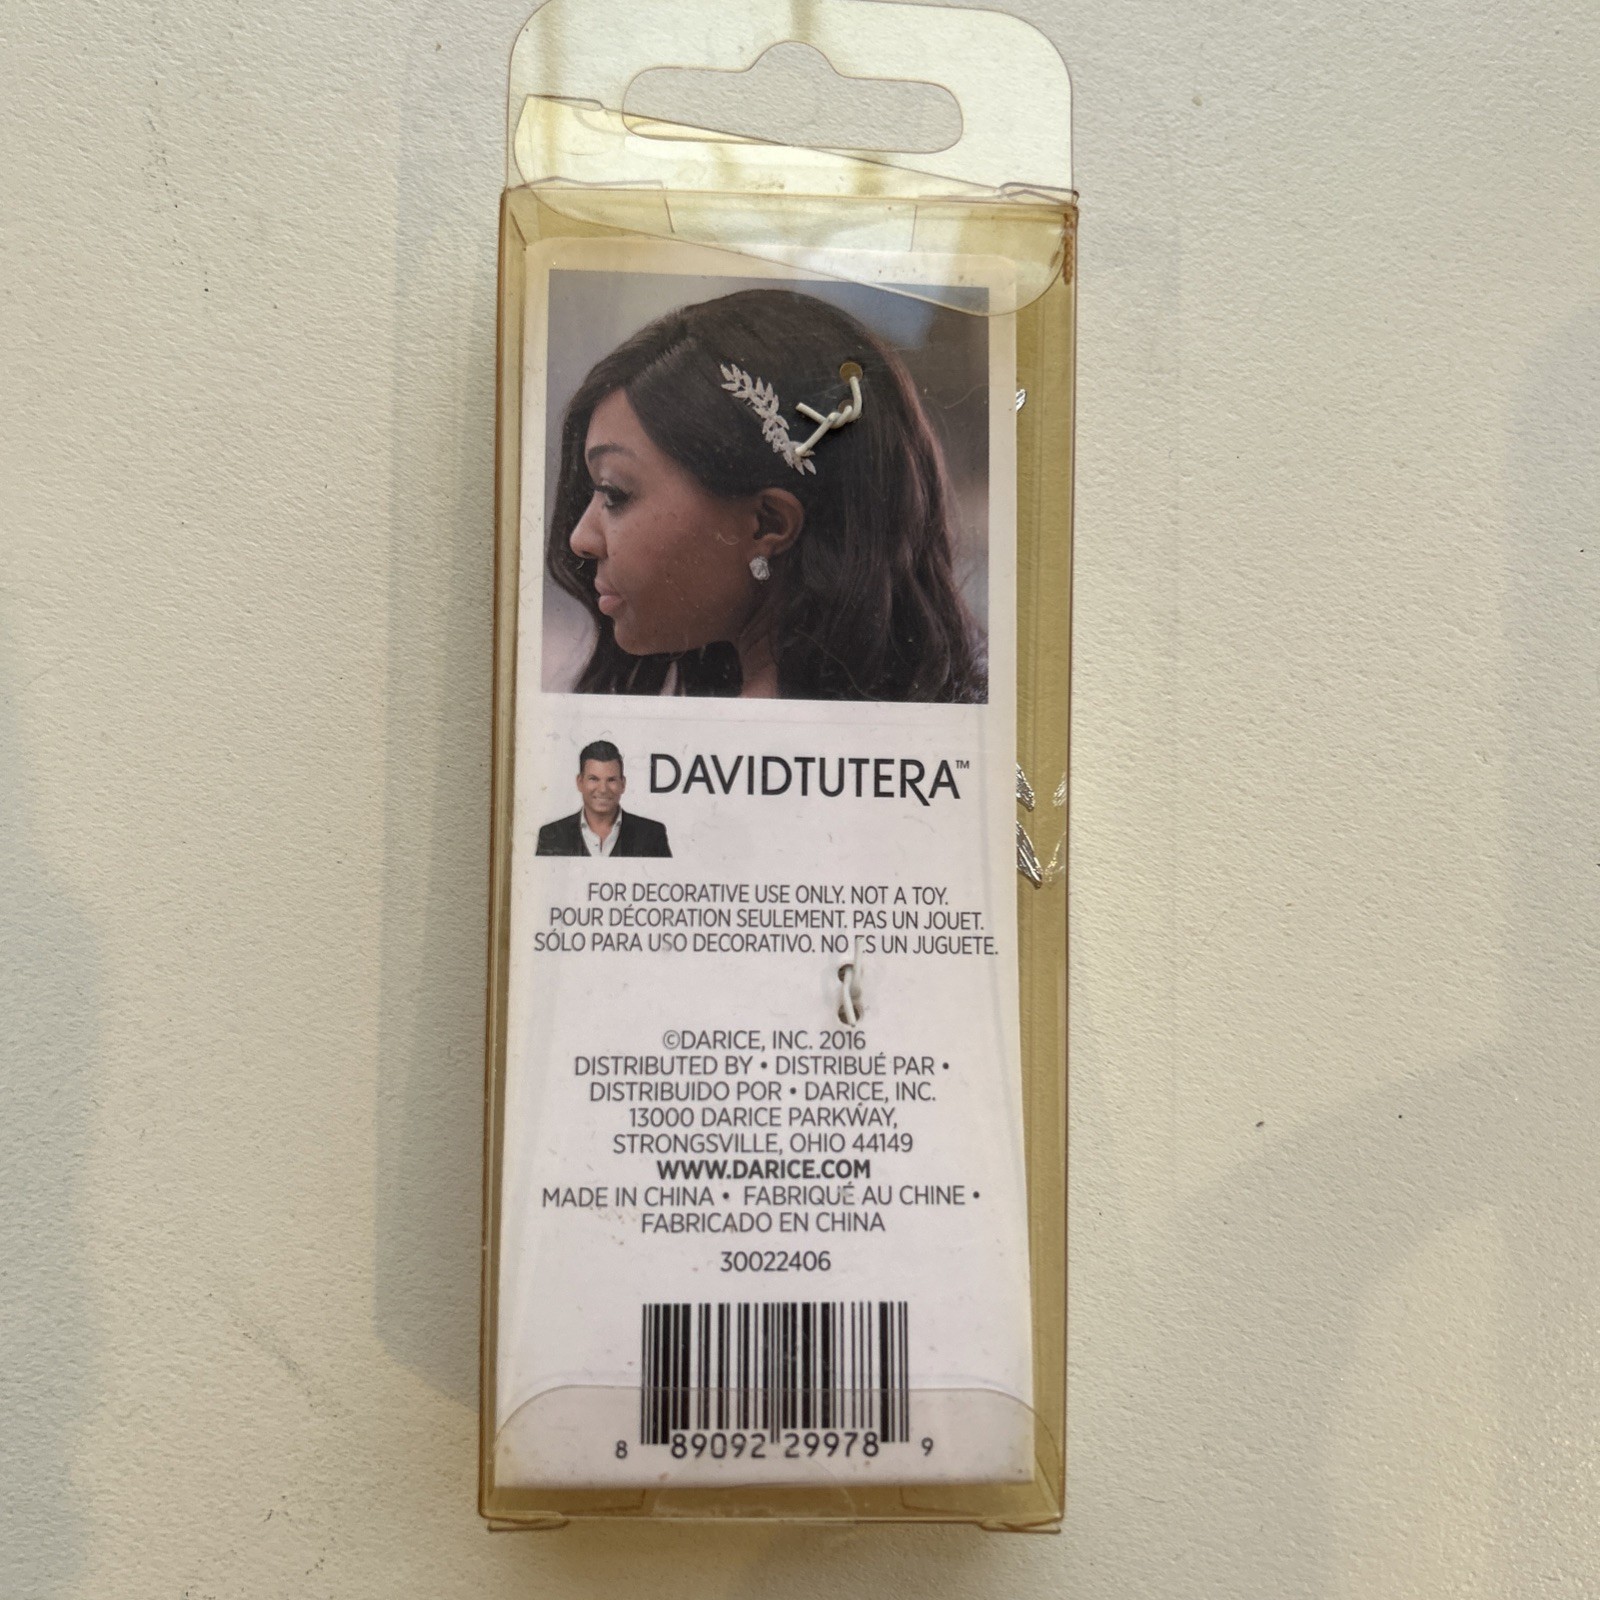 DAVIDTUTERA™
FOR DECORATIVE USE ONLY. NOT A TOY.
POUR DÉCORATION SEULEMENT. PAS UN JOUET.
SÓLO PARA USO DECORATIVO. NO ES UN JUGUETE.
©DARICE, INC. 2016
DISTRIBUTED BY • DISTRIBUÉ PAR •
DISTRIBUIDO POR • DARICE, INC.
13000 DARICE PARKWAY,
STRONGSVILLE, OHIO 44149
WWW.DARICE.COM
MADE IN CHINA • FABRIQUÉ AU CHINE •
FABRICADO EN CHINA
30022406
8 89092 29978 9